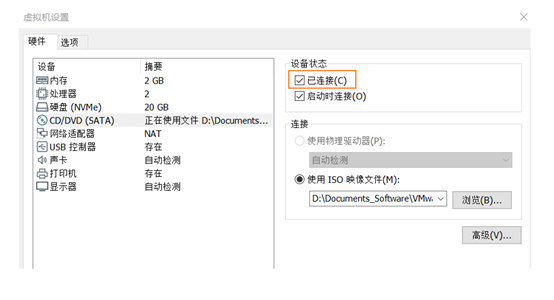 虚拟机设置
硬件 选项
设备 摘要
内存 2 GB
处理器 2
硬盘 (NVMe) 20 GB
CD/DVD (SATA) 正在使用文件 D:\Documents...
网络适配器 NAT
USB 控制器 存在
声卡 自动检测
打印机 存在
显示器 自动检测
设备状态
已连接(C)
启动时连接(O)
连接
使用物理驱动器(P):
自动检测
使用 ISO 映像文件(M):
D:\Documents_Software\VMwa
浏览(B)...
高级(V)...